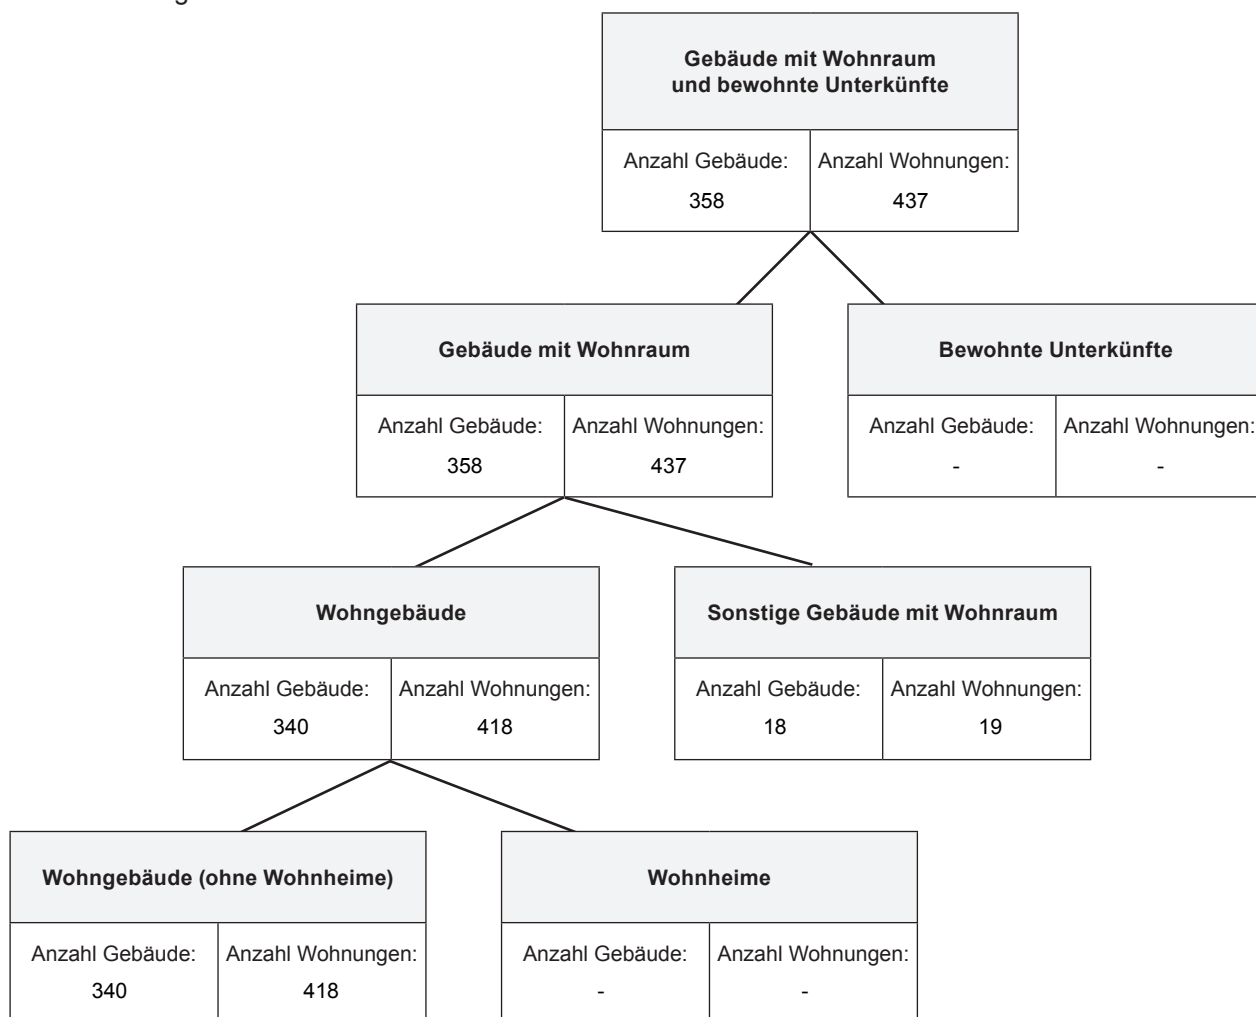 Gebäude mit Wohnraum
und bewohnte Unterkünfte
Anzahl Gebäude: Anzahl Wohnungen:
358 437
Gebäude mit Wohnraum
Bewohnte Unterkünfte
Anzahl Gebäude: Anzahl Wohnungen:
358 437
Anzahl Gebäude: Anzahl Wohnungen:
- -
Wohngebäude
Sonstige Gebäude mit Wohnraum
Anzahl Gebäude: Anzahl Wohnungen:
340 418
Anzahl Gebäude: Anzahl Wohnungen:
18 19
Wohngebäude (ohne Wohnheime)
Wohnheime
Anzahl Gebäude: Anzahl Wohnungen:
340 418
Anzahl Gebäude: Anzahl Wohnungen:
- -